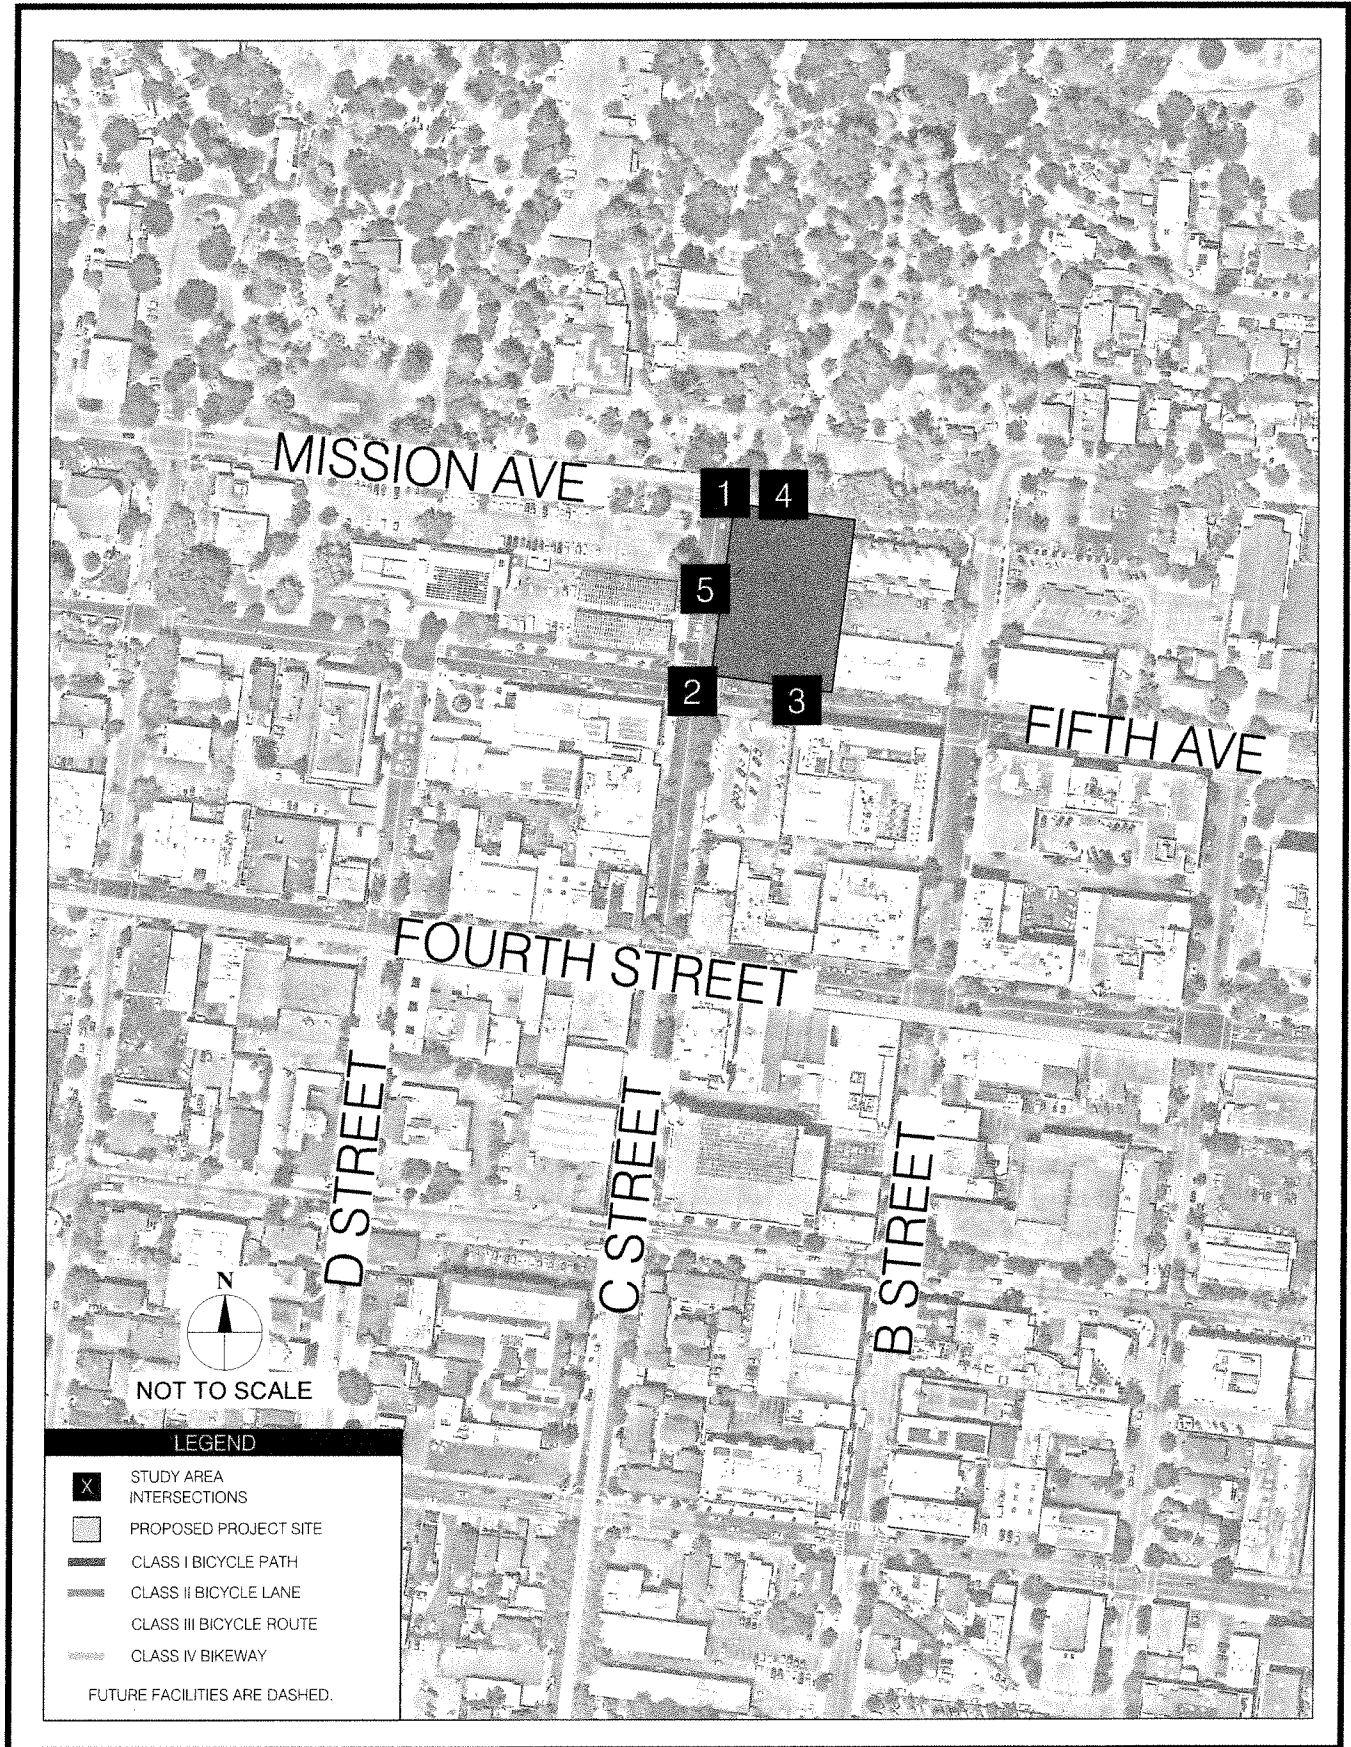 MISSION AVE
1
4
5
2
3
FIFTH AVE
FOURTH STREET
D STREET
C STREET
B STREET
N
NOT TO SCALE
LEGEND
X
STUDY AREA
INTERSECTIONS
PROPOSED PROJECT SITE
CLASS I BICYCLE PATH
CLASS II BICYCLE LANE
CLASS III BICYCLE ROUTE
CLASS IV BIKEWAY
FUTURE FACILITIES ARE DASHED.